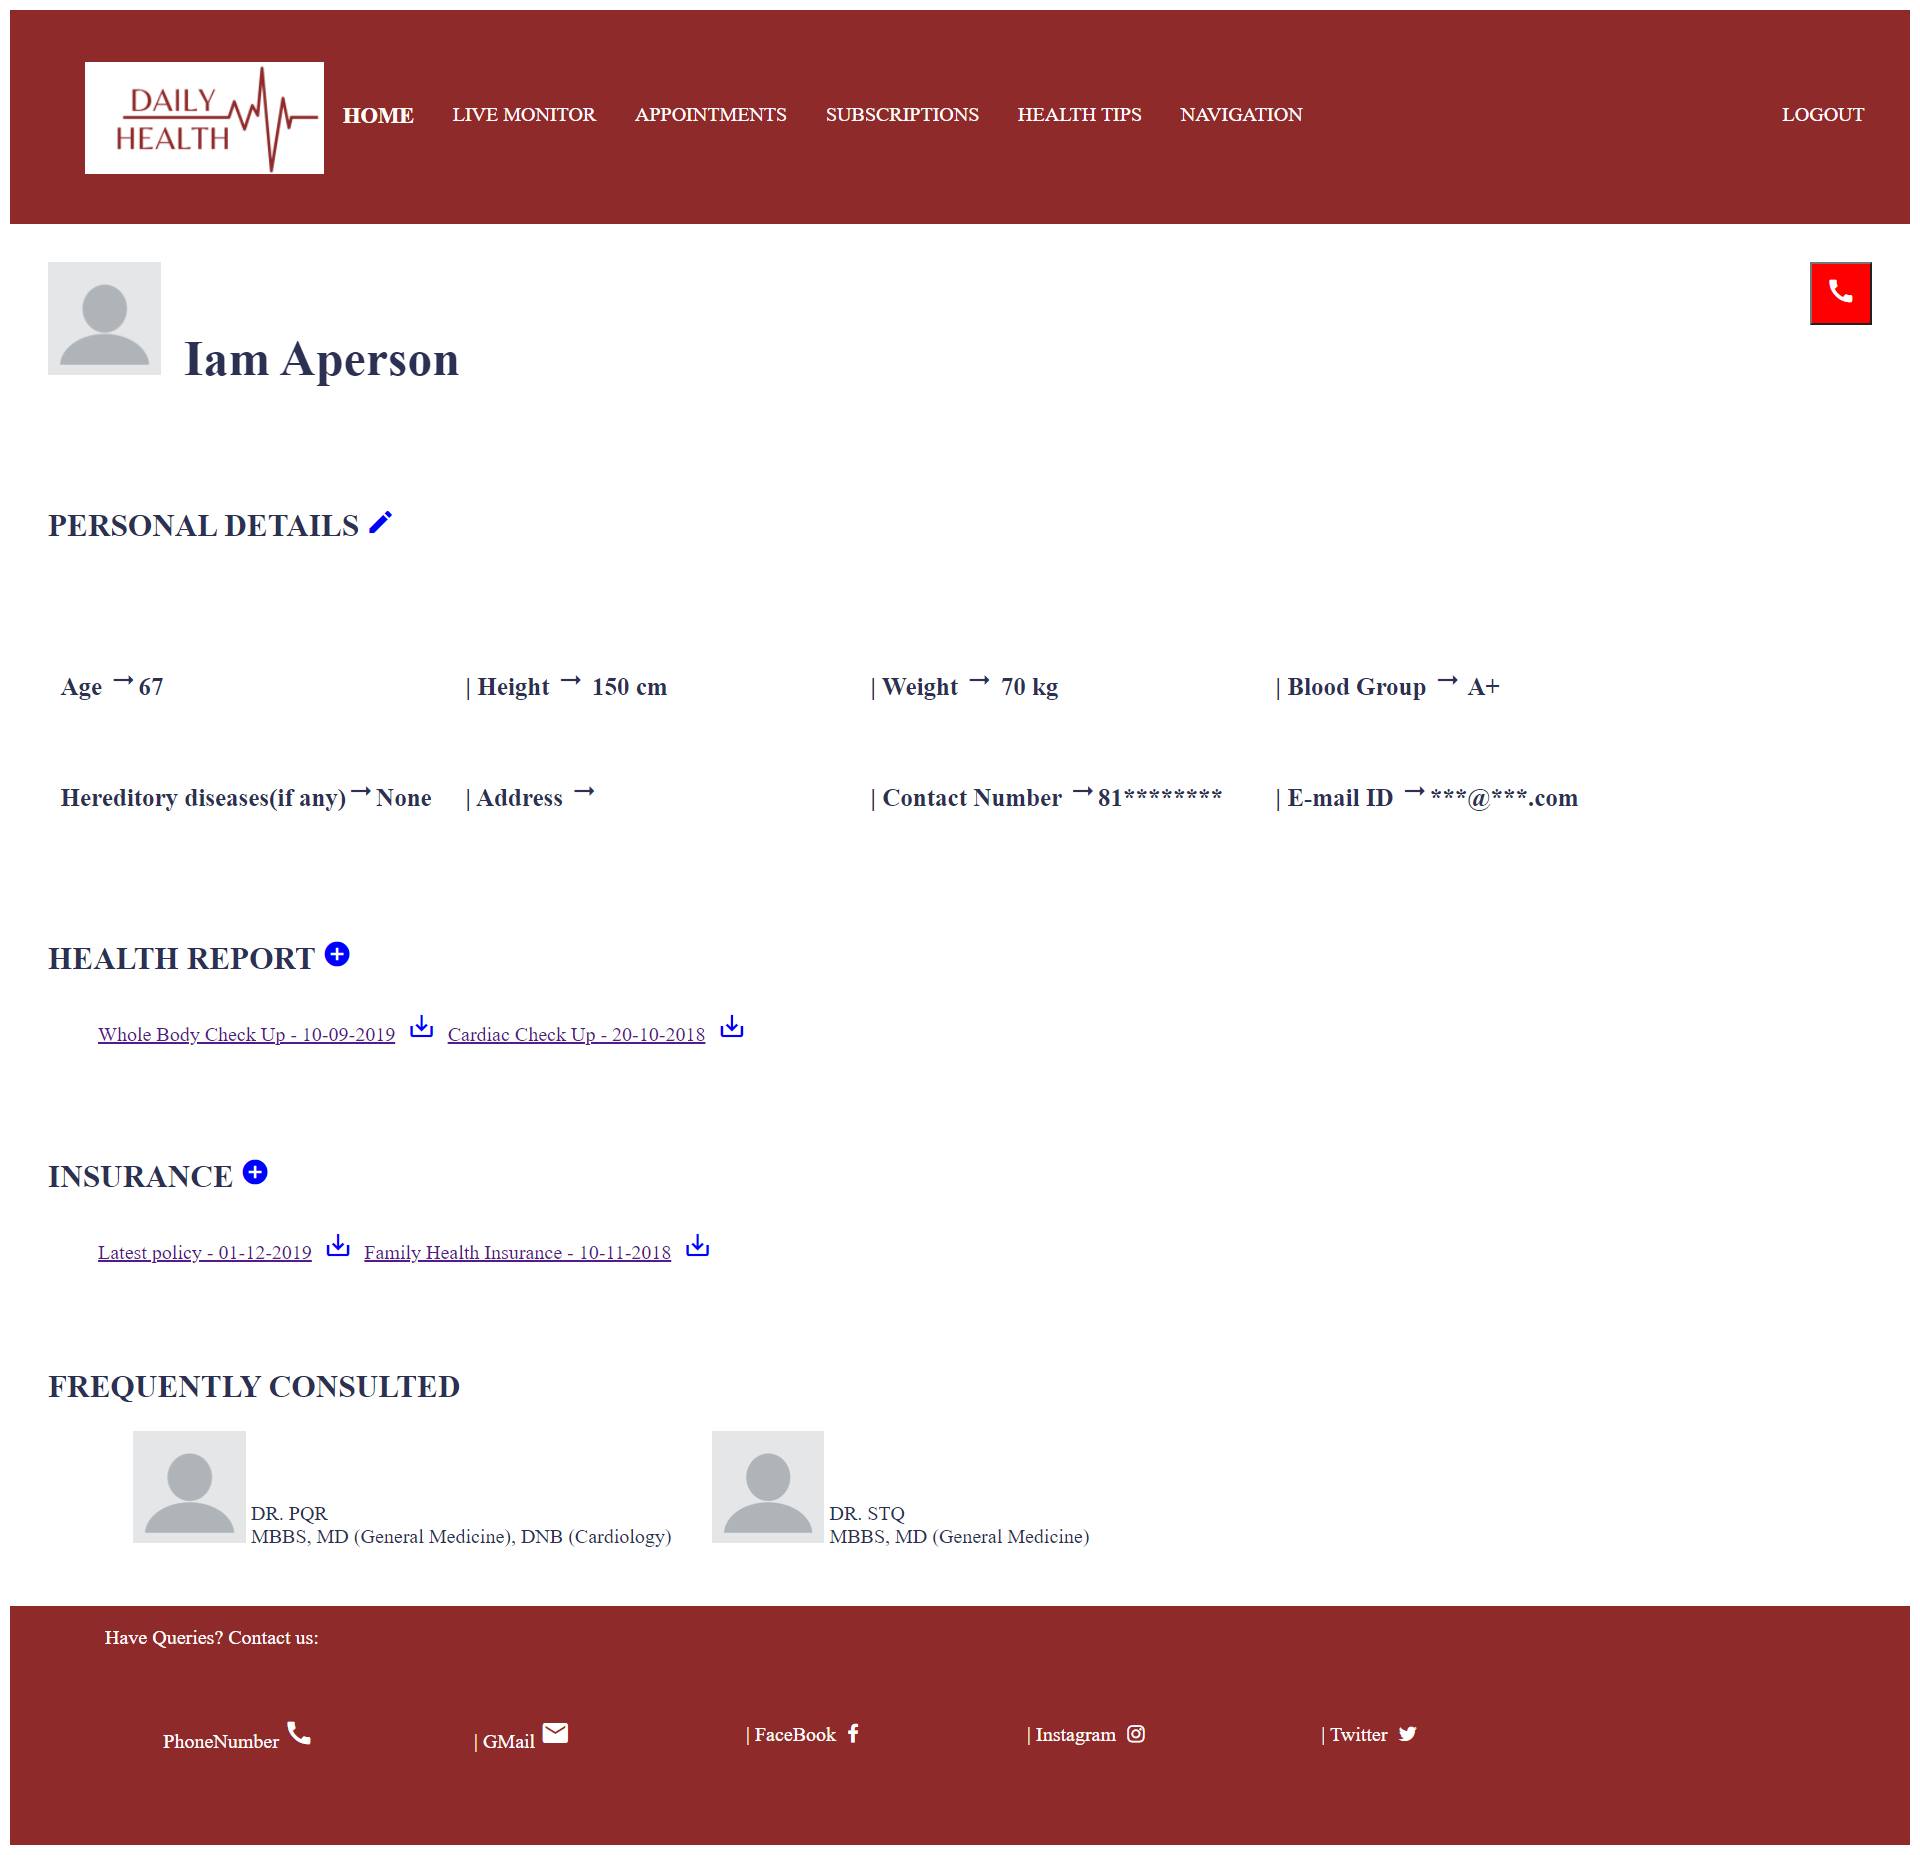 DAILY
HEALTH
HOME LIVE MONITOR APPOINTMENTS SUBSCRIPTIONS HEALTH TIPS NAVIGATION LOGOUT
Iam Aperson
PERSONAL DETAILS
Age → 67 | Height → 150 cm | Weight → 70 kg | Blood Group → A+
Hereditory diseases(if any) → None | Address → | Contact Number → 81******** | E-mail ID → ***@***.com
HEALTH REPORT
Whole Body Check Up - 10-09-2019 Cardiac Check Up - 20-10-2018
INSURANCE
Latest policy - 01-12-2019 Family Health Insurance - 10-11-2018
FREQUENTLY CONSULTED
DR. PQR
MBBS, MD (General Medicine), DNB (Cardiology)
DR. STQ
MBBS, MD (General Medicine)
Have Queries? Contact us:
PhoneNumber | GMail | FaceBook | Instagram | Twitter